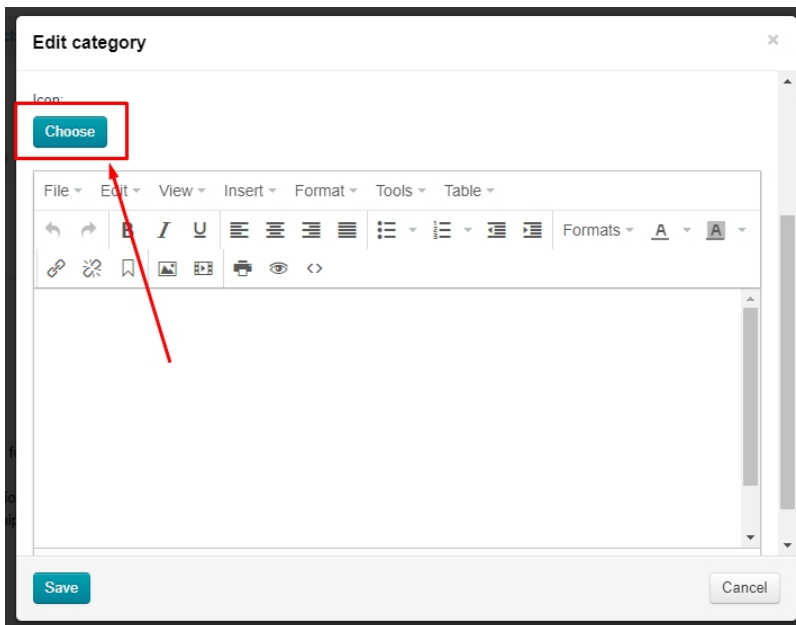 Edit category
×
Icon:
Choose
File Edit View Insert Format Tools Table
B I U Formats A A
Save Cancel